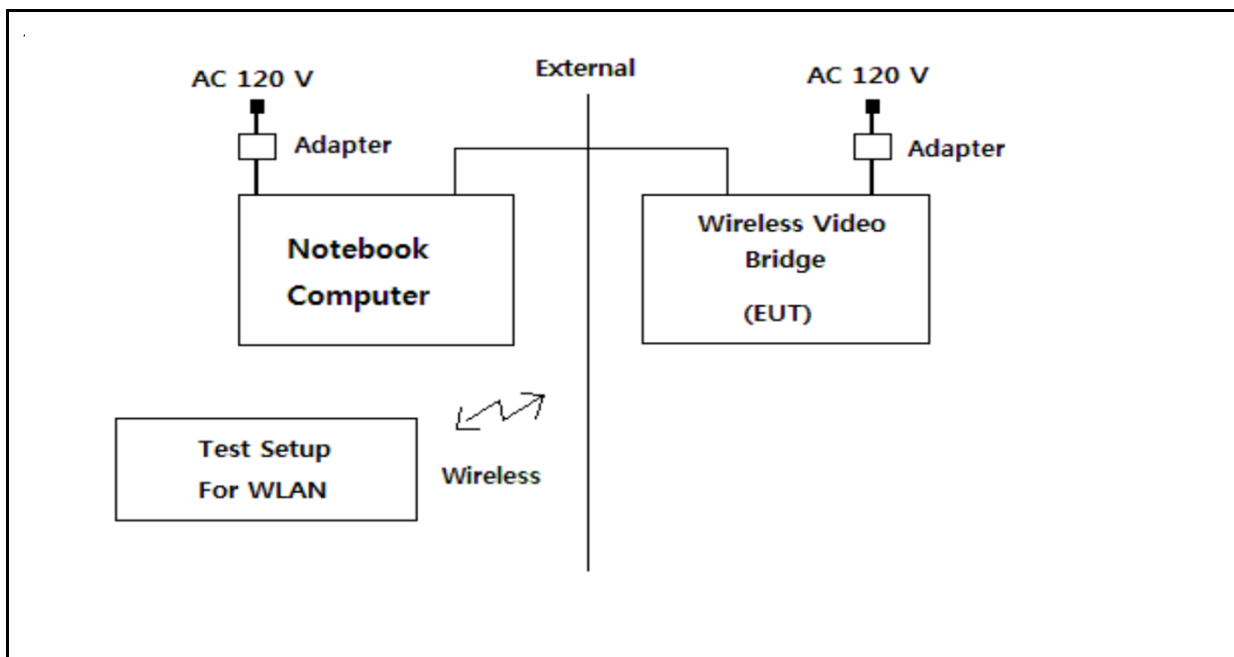 External
AC 120 V
AC 120 V
Adapter
Adapter
Notebook
Computer
Wireless Video
Bridge
(EUT)
Test Setup
For WLAN
Wireless